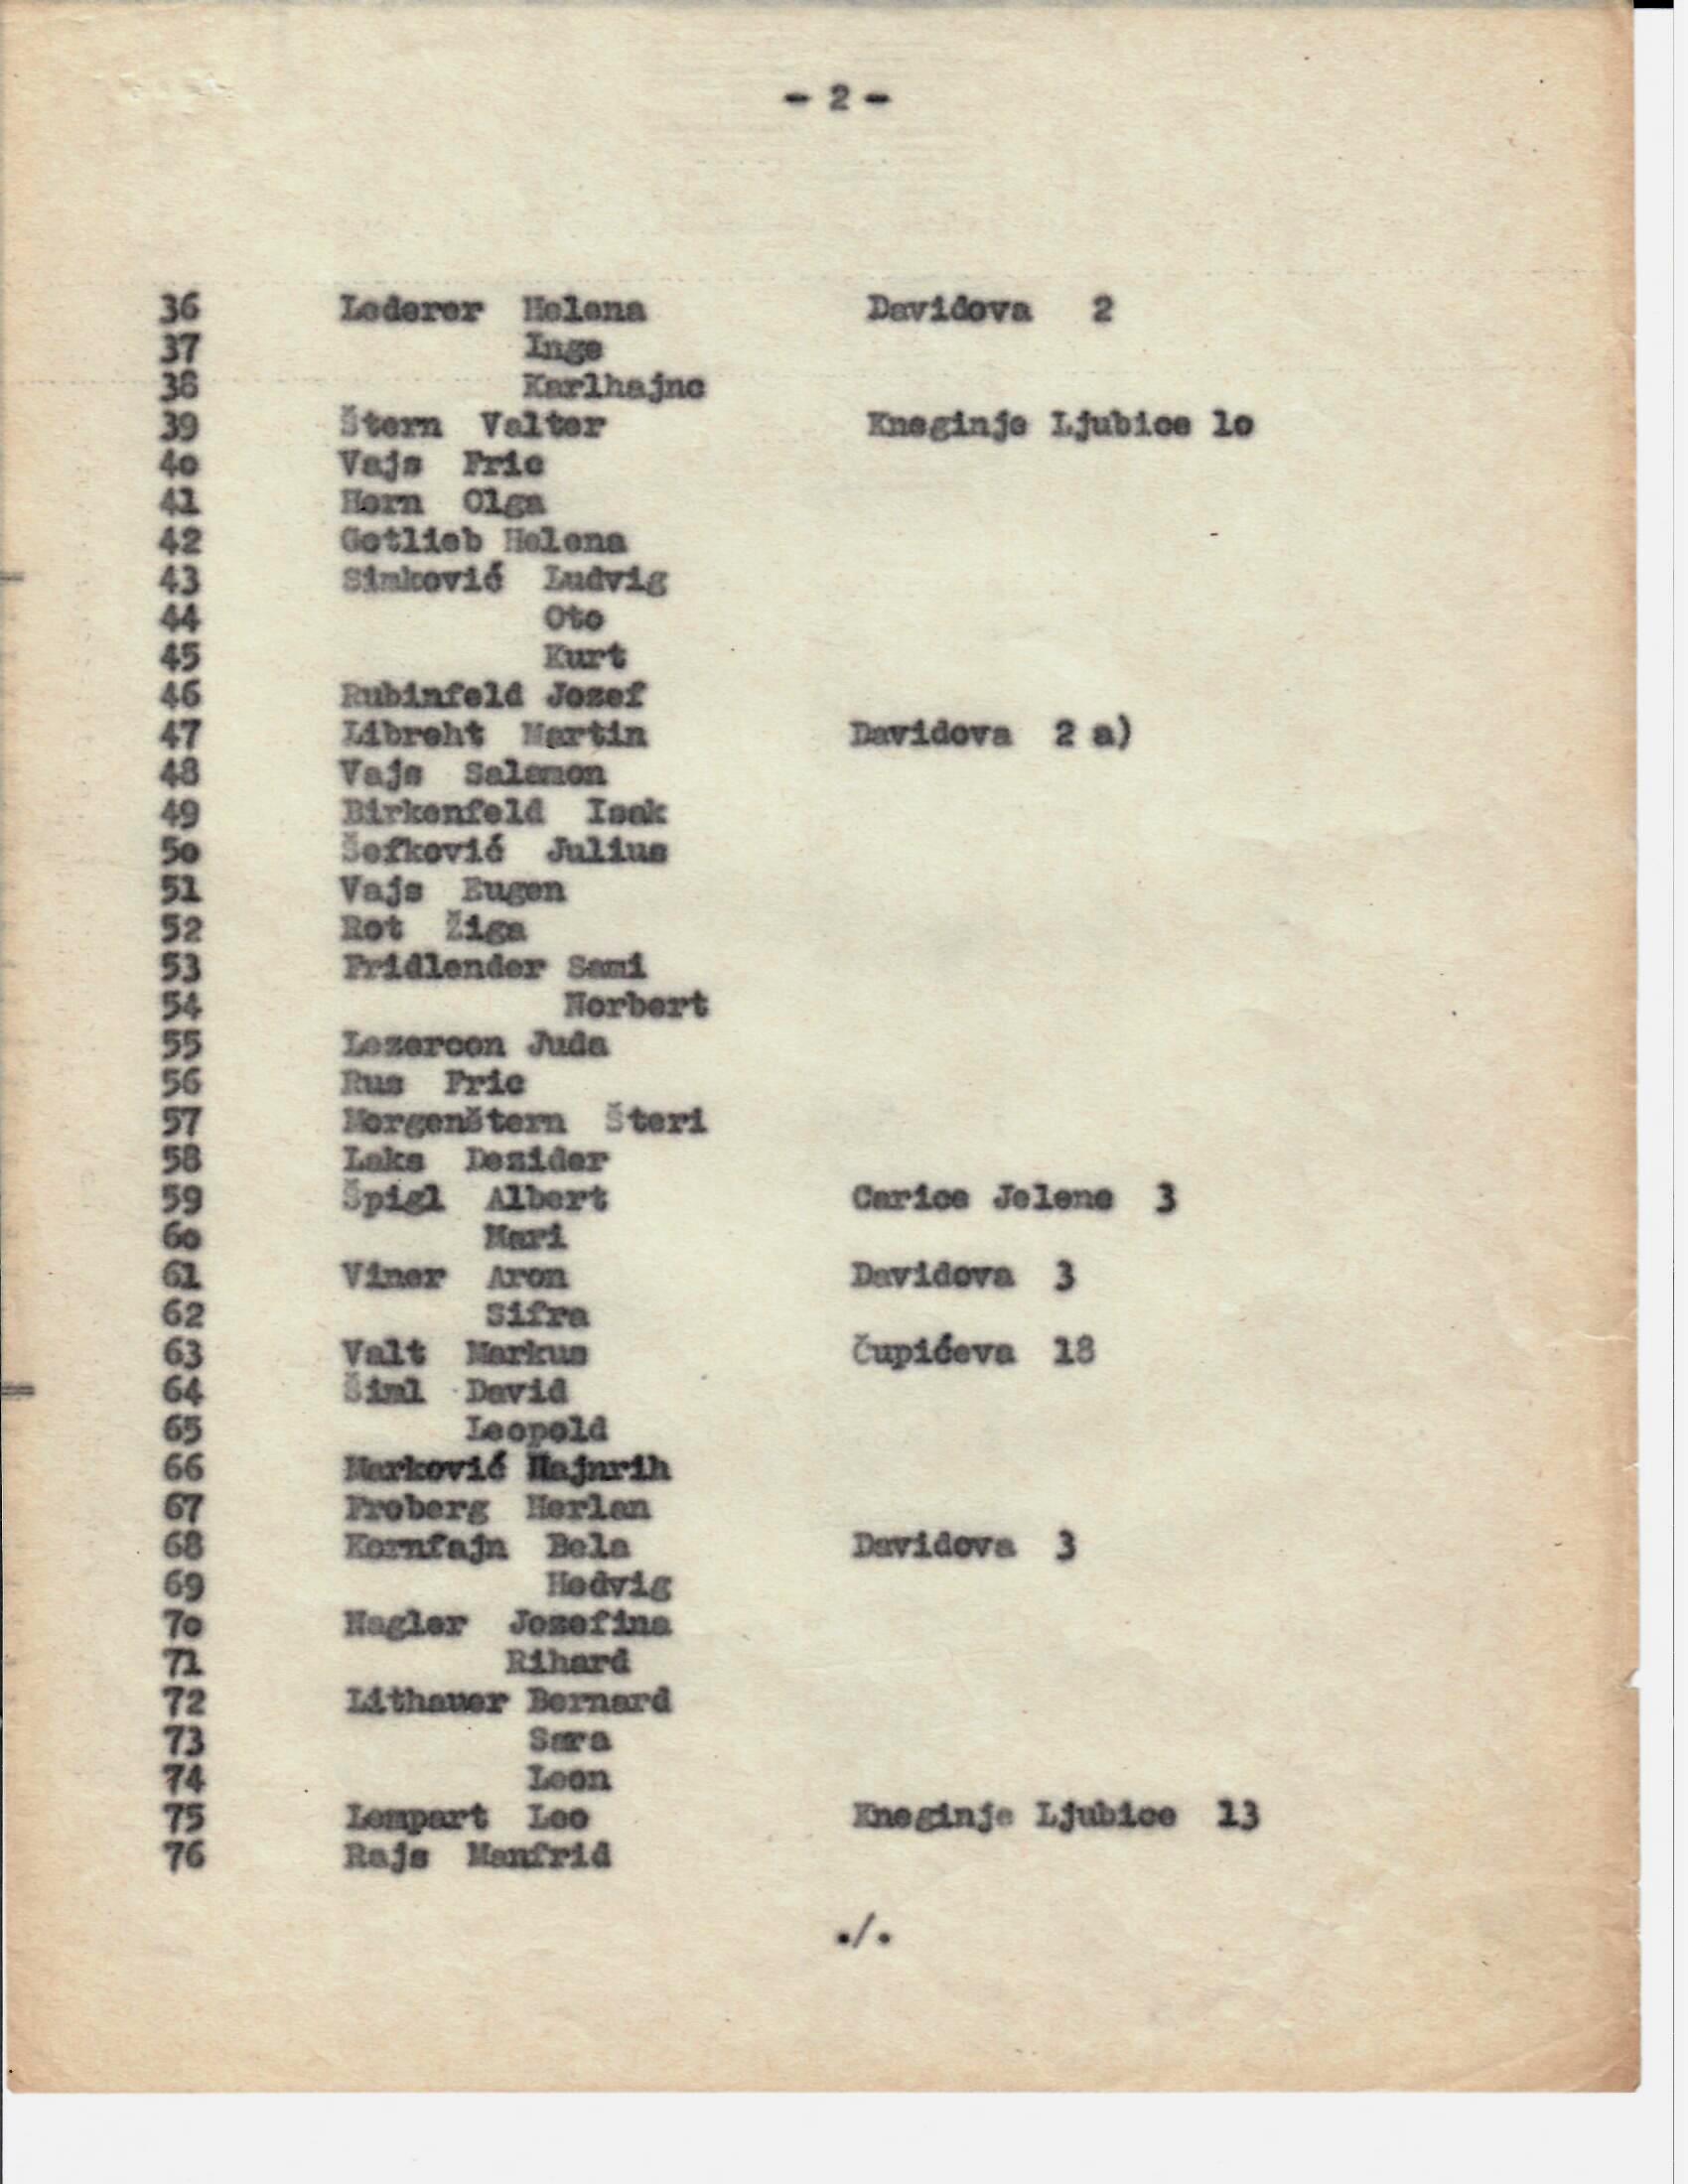 - 2 -
36 Lederer Helena Davidova 2
37 Inge
38 Karlhajnc
39 Štern Valter Kneginje Ljubice lo
4o Vajs Fric
41 Horn Olga
42 Gotlieb Helena
43 Simković Ludvig
44 Oto
45 Kurt
46 Rubinfeld Jozef
47 Libreht Martin Davidova 2 a)
48 Vajs Salamon
49 Birkenfeld Isak
5o Šefković Julius
51 Vajs Eugen
52 Rot Žiga
53 Fridlender Sami
54 Norbert
55 Juda
56 Rus Fric
57 Morgenštern Šteri
58 Laks Dezider
59 Špigl Albert Carice Jelene 3
6o Mari
61 Viner Aron Davidova 3
62 Sifra
63 Valt Markus Čupićeva 18
64 Šiml David
65 Leopold
66 Marković Hajnrih
67 Froberg Herlan
68 Kornfajn Bela Davidova 3
69 Hedvig
7o Nagler Jozefina
71 Rihard
72 Lithauer Bernard
73 Sara
74 Leon
75 Lempart Leo Kneginje Ljubice 13
76 Rajs Manfrid
./.